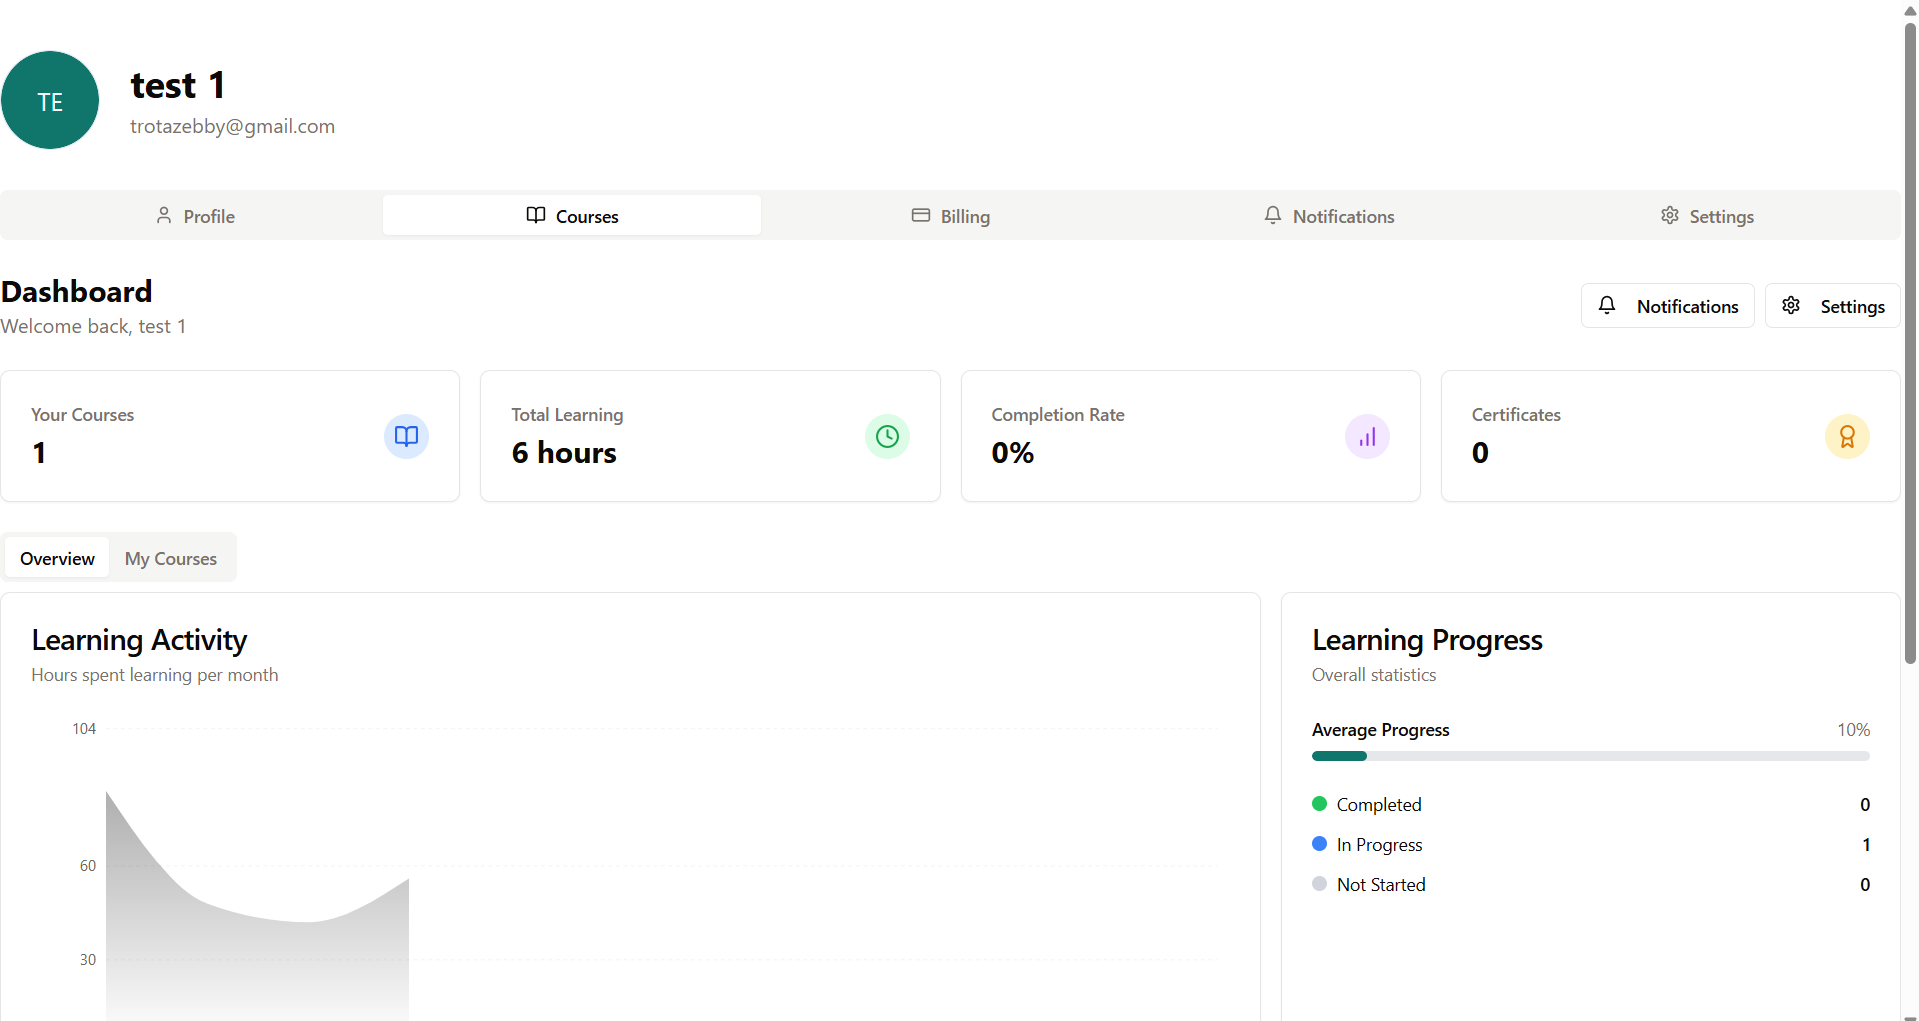 TE
test 1
trotazebby@gmail.com
Profile
Courses
Billing
Notifications
Settings
Dashboard
Welcome back, test 1
Notifications
Settings
Your Courses
1
Total Learning
6 hours
Completion Rate
0%
Certificates
0
Overview
My Courses
Learning Activity
Hours spent learning per month
104
60
30
Learning Progress
Overall statistics
Average Progress
10%
Completed
0
In Progress
1
Not Started
0